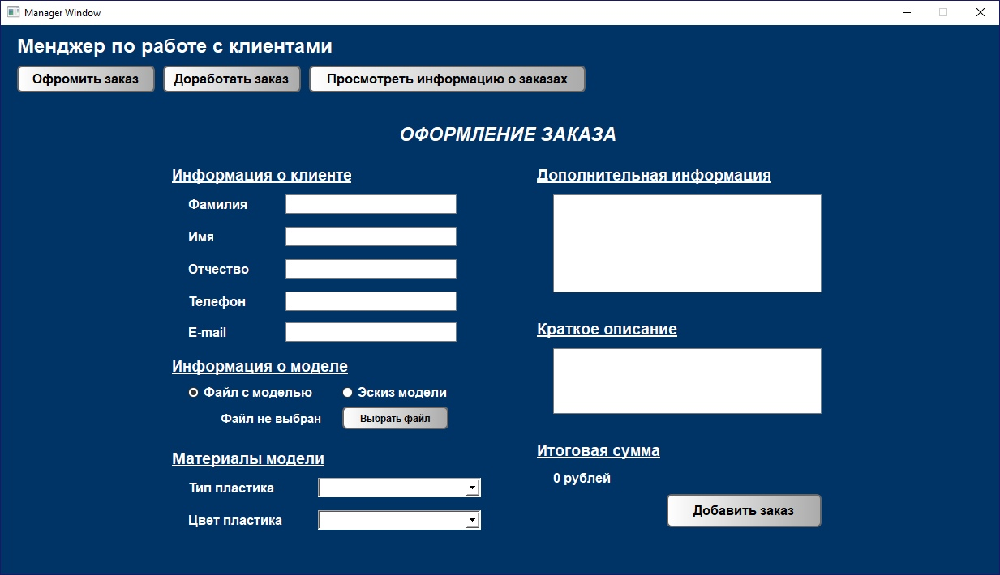 Manager Window
Менджер по работе с клиентами
Офромить заказ Доработать заказ Просмотреть информацию о заказах
ОФОРМЛЕНИЕ ЗАКАЗА
Информация о клиенте
Фамилия
Имя
Отчество
Телефон
E-mail
Информация о моделе
Файл с моделью Эскиз модели
Файл не выбран Выбрать файл
Материалы модели
Тип пластика
Цвет пластика
Дополнительная информация
Краткое описание
Итоговая сумма
0 рублей
Добавить заказ